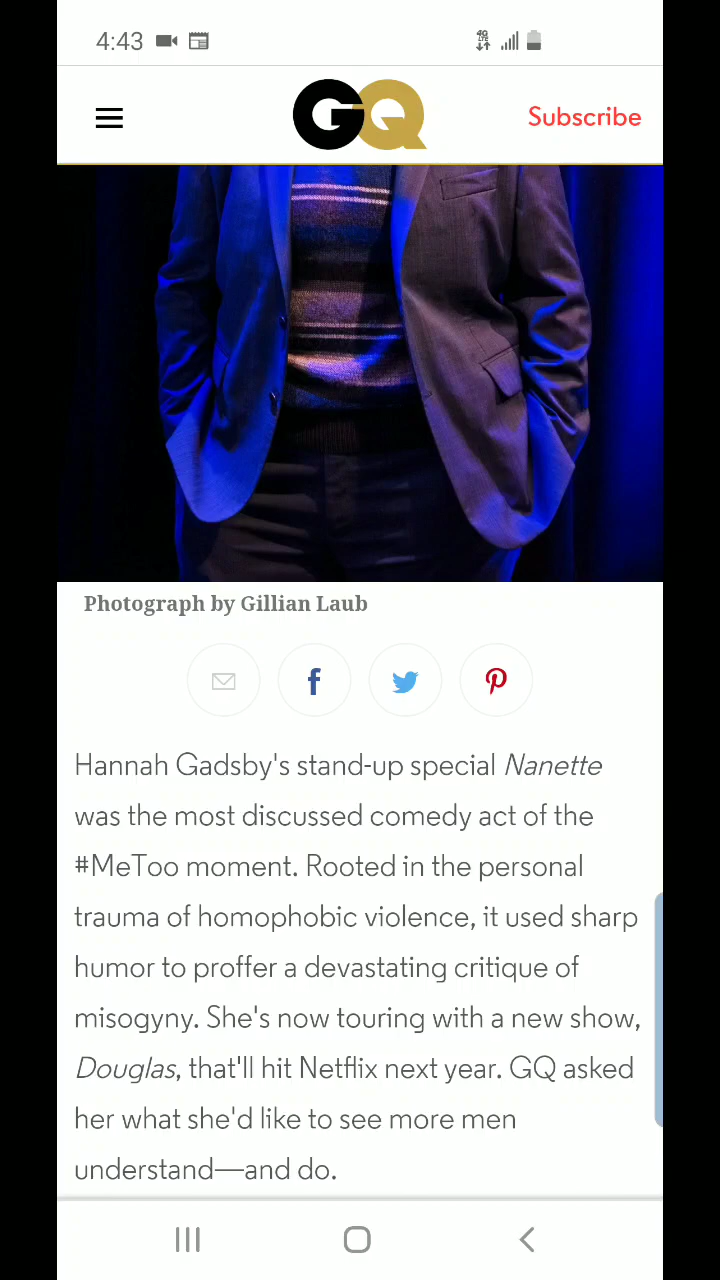 4:43
4G LTE
GQ
Subscribe
Photograph by Gillian Laub
Hannah Gadsby's stand-up special Nanette
was the most discussed comedy act of the
#MeToo moment. Rooted in the personal
trauma of homophobic violence, it used sharp
humor to proffer a devastating critique of
misogyny. She's now touring with a new show,
Douglas, that'll hit Netflix next year. GQ asked
her what she'd like to see more men
understand—and do.